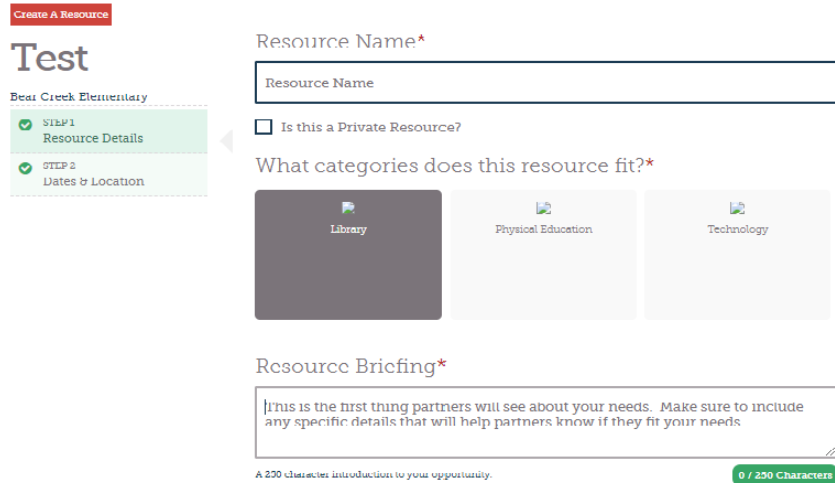 Create A Resource
Test
Bear Creek Elementary
STEP 1
Resource Details
STEP 2
Dates & Location
Resource Name*
Resource Name
Is this a Private Resource?
What categories does this resource fit?*
Library
Physical Education
Technology
Resource Briefing*
This is the first thing partners will see about your needs. Make sure to include
any specific details that will help partners know if they fit your needs
A 250 character introduction to your opportunity.
0 / 250 Characters